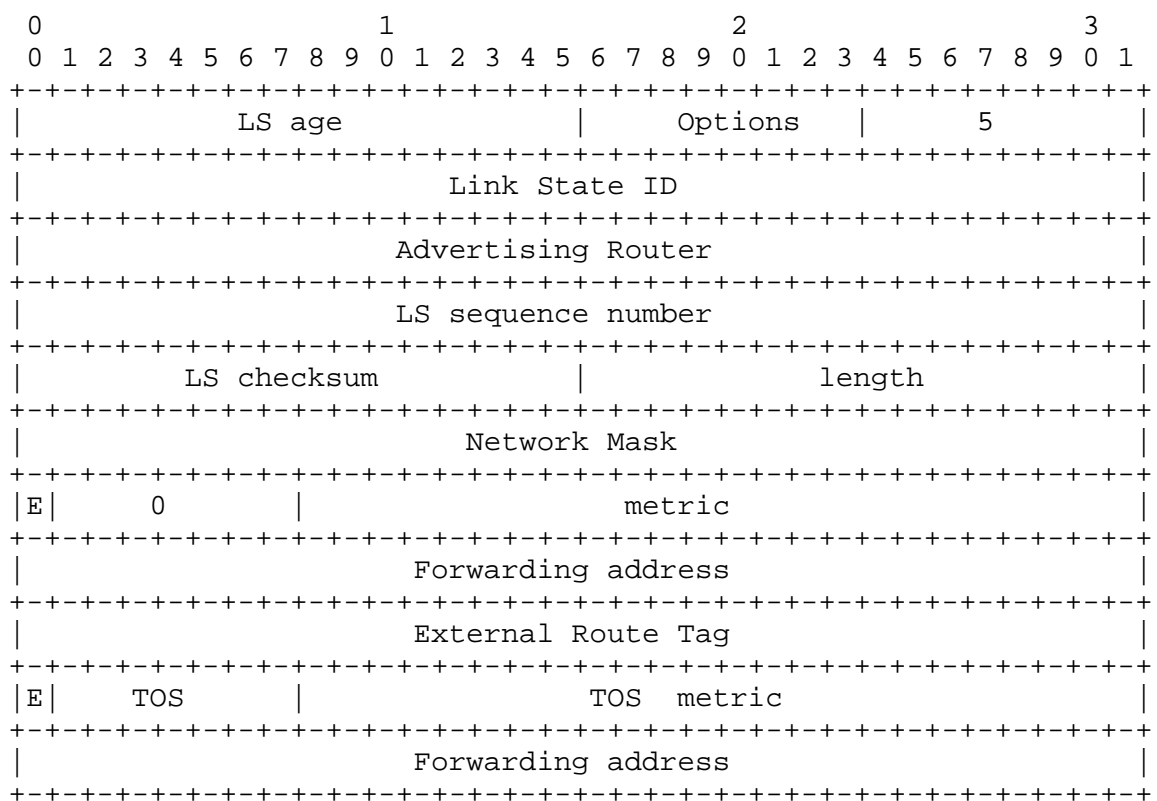 0                   1                   2                   3
 0 1 2 3 4 5 6 7 8 9 0 1 2 3 4 5 6 7 8 9 0 1 2 3 4 5 6 7 8 9 0 1
+-+-+-+-+-+-+-+-+-+-+-+-+-+-+-+-+-+-+-+-+-+-+-+-+-+-+-+-+-+-+-+-+
|            LS age             |     Options   |      5        |
+-+-+-+-+-+-+-+-+-+-+-+-+-+-+-+-+-+-+-+-+-+-+-+-+-+-+-+-+-+-+-+-+
|                        Link State ID                          |
+-+-+-+-+-+-+-+-+-+-+-+-+-+-+-+-+-+-+-+-+-+-+-+-+-+-+-+-+-+-+-+-+
|                     Advertising Router                        |
+-+-+-+-+-+-+-+-+-+-+-+-+-+-+-+-+-+-+-+-+-+-+-+-+-+-+-+-+-+-+-+-+
|                     LS sequence number                        |
+-+-+-+-+-+-+-+-+-+-+-+-+-+-+-+-+-+-+-+-+-+-+-+-+-+-+-+-+-+-+-+-+
|         LS checksum           |             length            |
+-+-+-+-+-+-+-+-+-+-+-+-+-+-+-+-+-+-+-+-+-+-+-+-+-+-+-+-+-+-+-+-+
|                         Network Mask                          |
+-+-+-+-+-+-+-+-+-+-+-+-+-+-+-+-+-+-+-+-+-+-+-+-+-+-+-+-+-+-+-+-+
|E|     0       |                  metric                       |
+-+-+-+-+-+-+-+-+-+-+-+-+-+-+-+-+-+-+-+-+-+-+-+-+-+-+-+-+-+-+-+-+
|                      Forwarding address                       |
+-+-+-+-+-+-+-+-+-+-+-+-+-+-+-+-+-+-+-+-+-+-+-+-+-+-+-+-+-+-+-+-+
|                      External Route Tag                       |
+-+-+-+-+-+-+-+-+-+-+-+-+-+-+-+-+-+-+-+-+-+-+-+-+-+-+-+-+-+-+-+-+
|E|    TOS      |                TOS  metric                    |
+-+-+-+-+-+-+-+-+-+-+-+-+-+-+-+-+-+-+-+-+-+-+-+-+-+-+-+-+-+-+-+-+
|                      Forwarding address                       |
+-+-+-+-+-+-+-+-+-+-+-+-+-+-+-+-+-+-+-+-+-+-+-+-+-+-+-+-+-+-+-+-+